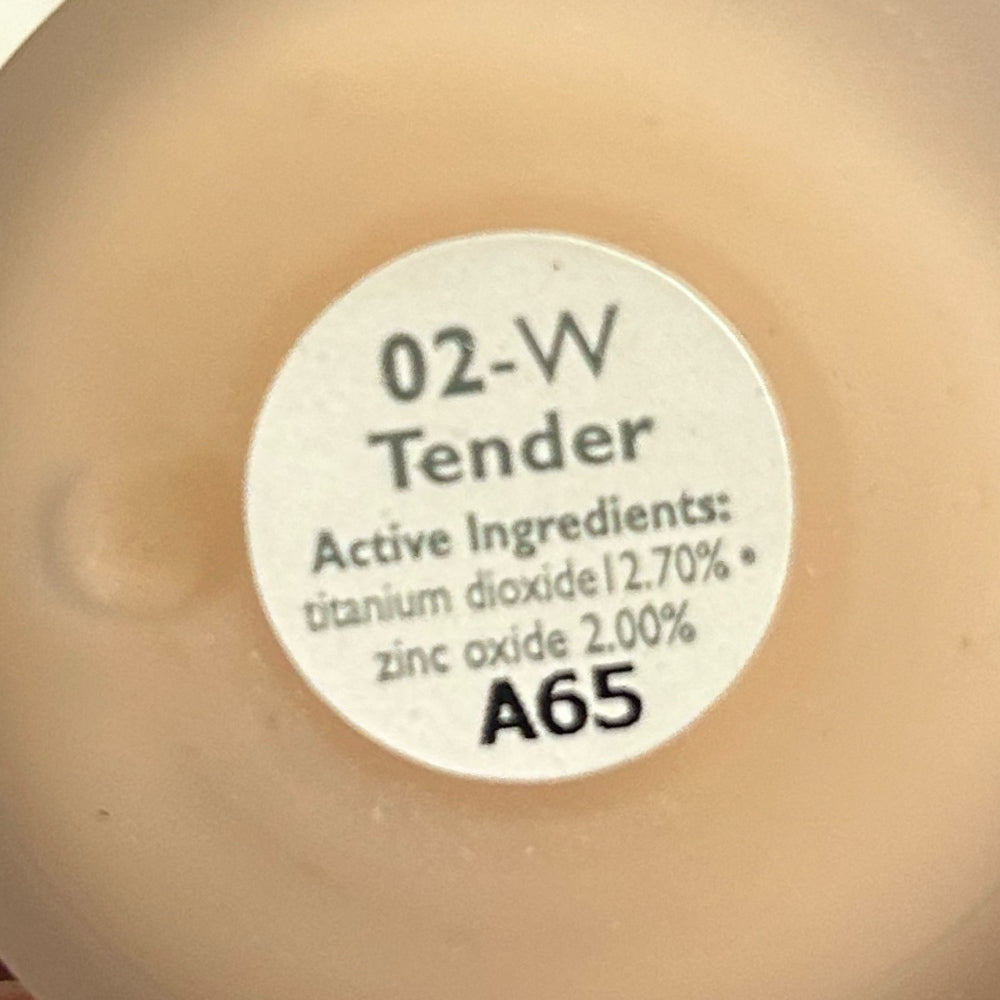 02-W
Tender
Active Ingredients:
titanium dioxide12.70% •
zinc oxide 2.00%
A65